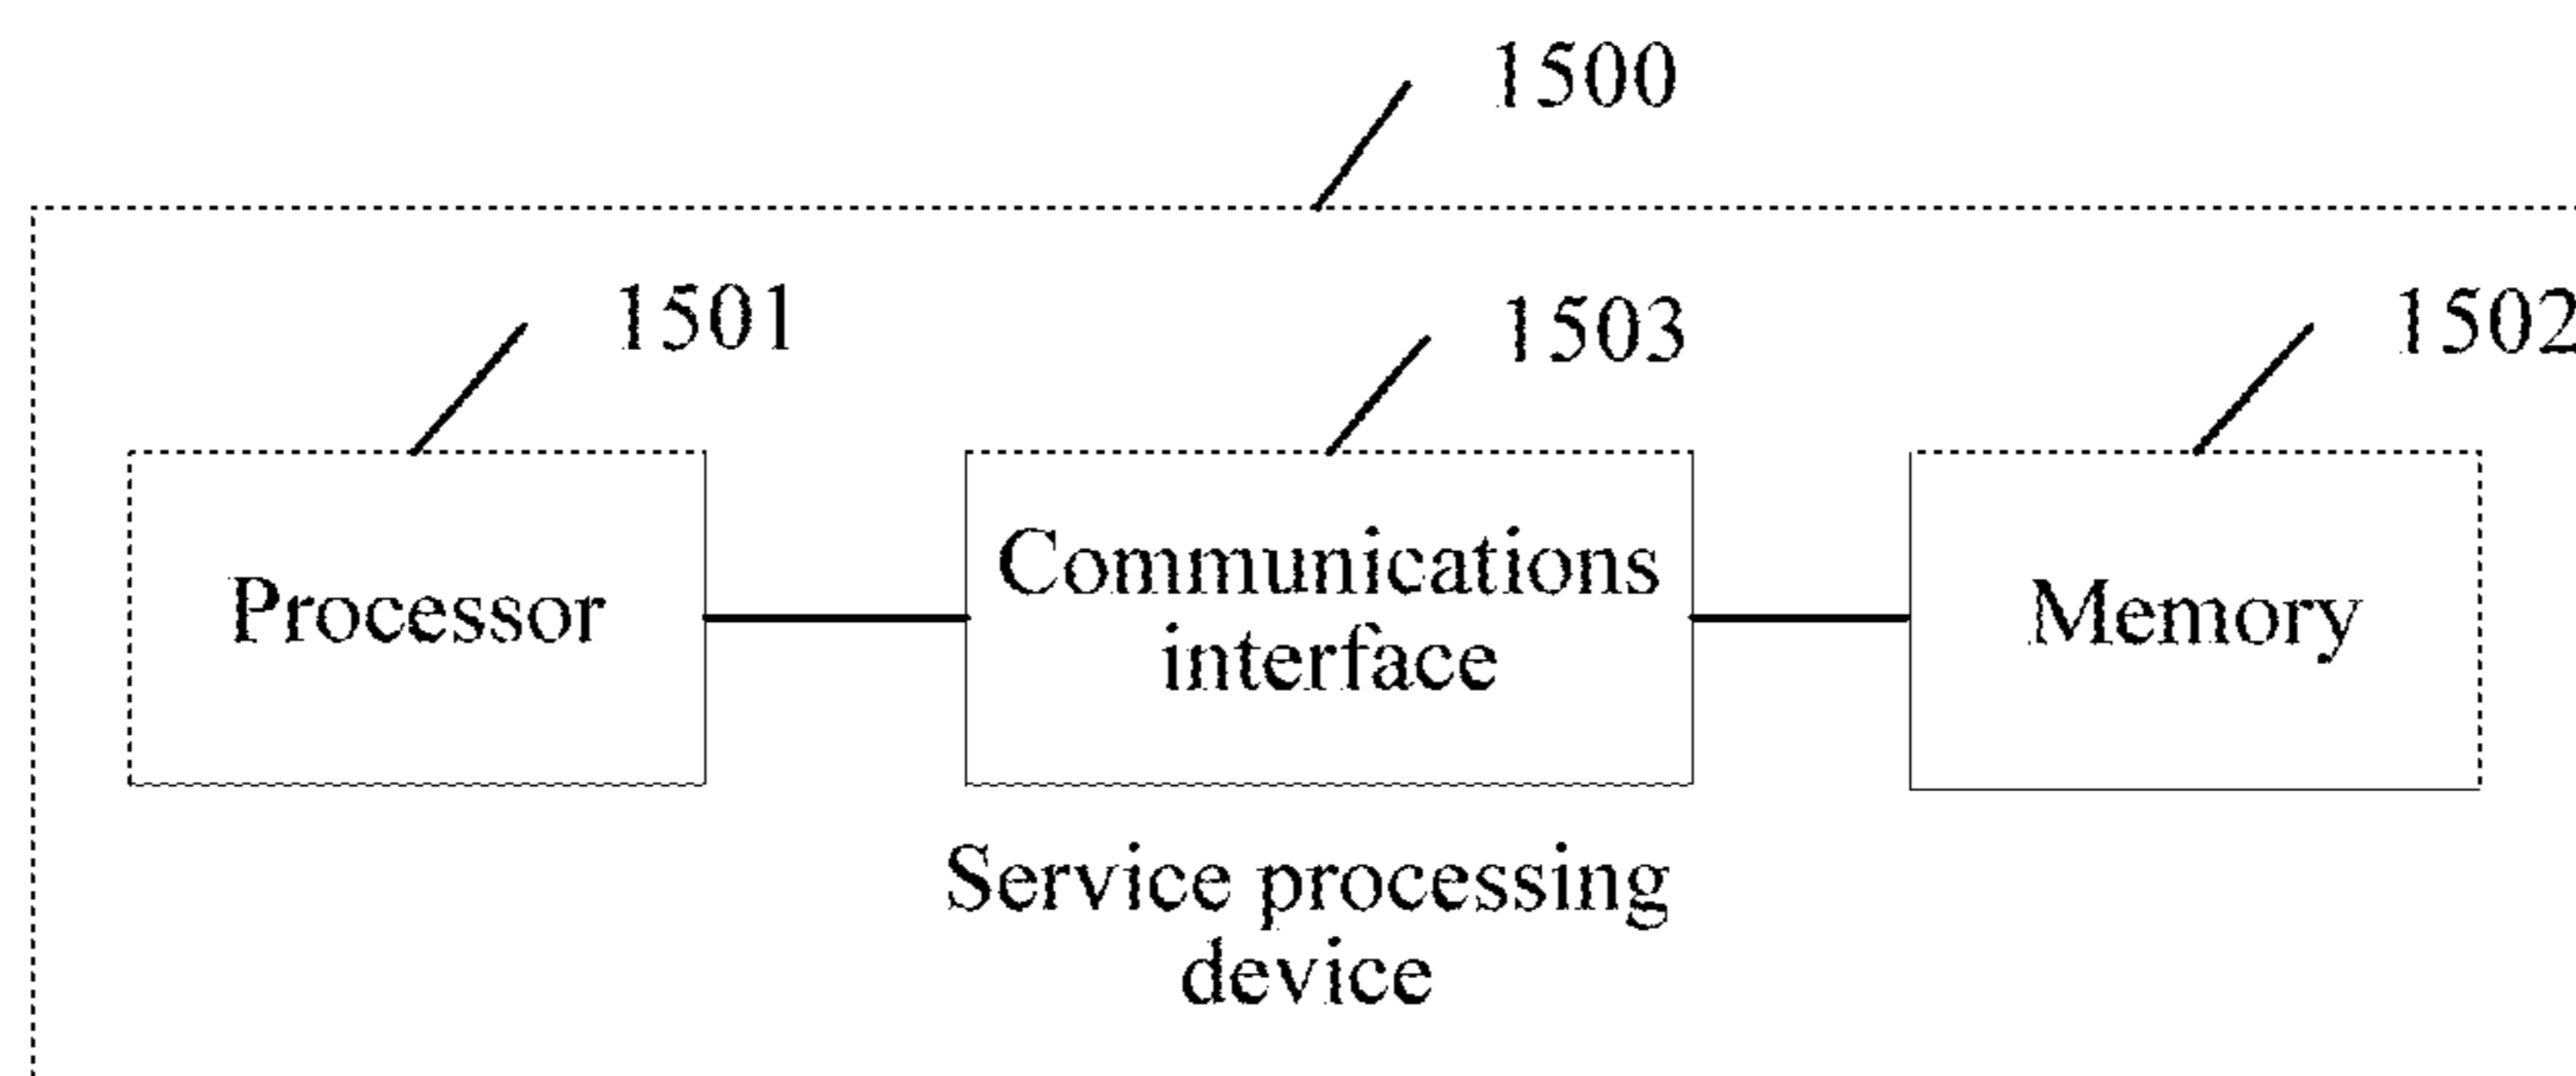 1500
1501
1503
1502
Processor
Communications
interface
Memory
Service processing
device